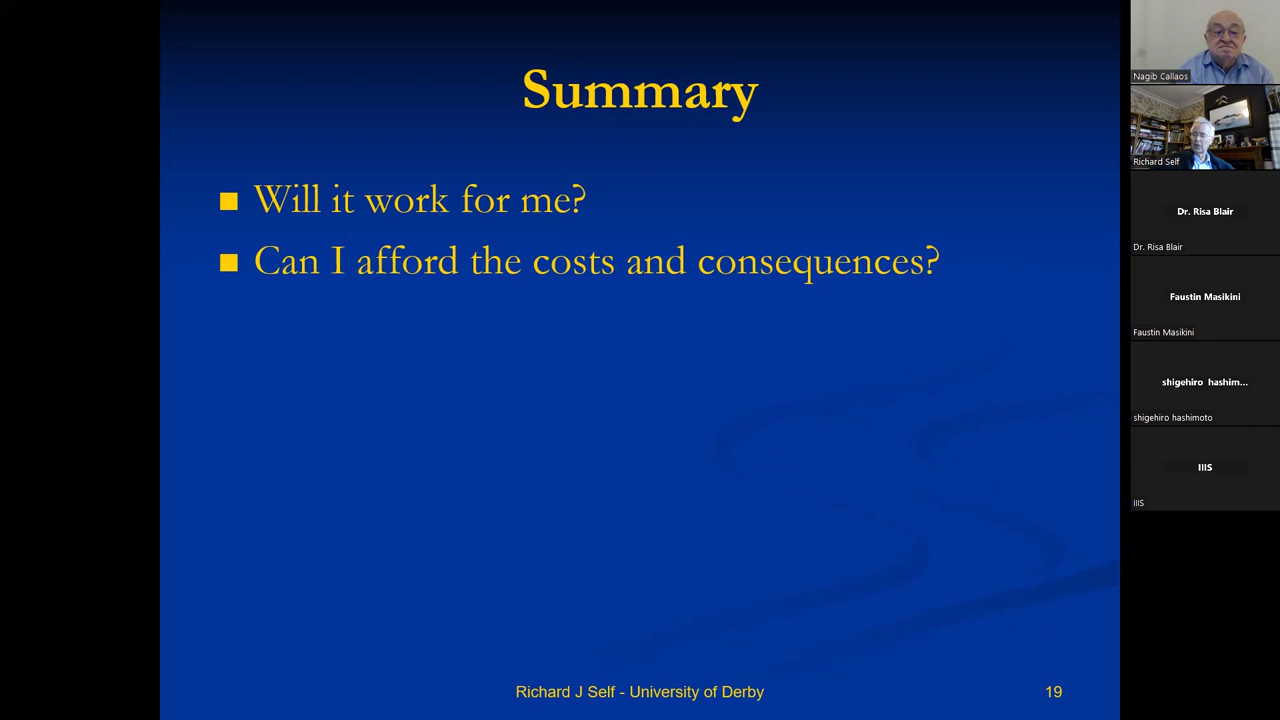 Summary
Will it work for me?
Can I afford the costs and consequences?
Richard J Self - University of Derby
19
Nagib Callaos
Richard Self
Dr. Risa Blair
Dr. Risa Blair
Faustin Masikini
Faustin Masikini
shigehiro hashim...
shigehiro hashimoto
IIIS
IIIS